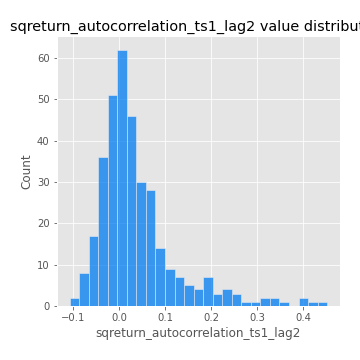 sqreturn_autocorrelation_ts1_lag2 value distribut
60
50
40
30
20
10
0
Count
−0.1 0.0 0.1 0.2 0.3 0.4
sqreturn_autocorrelation_ts1_lag2